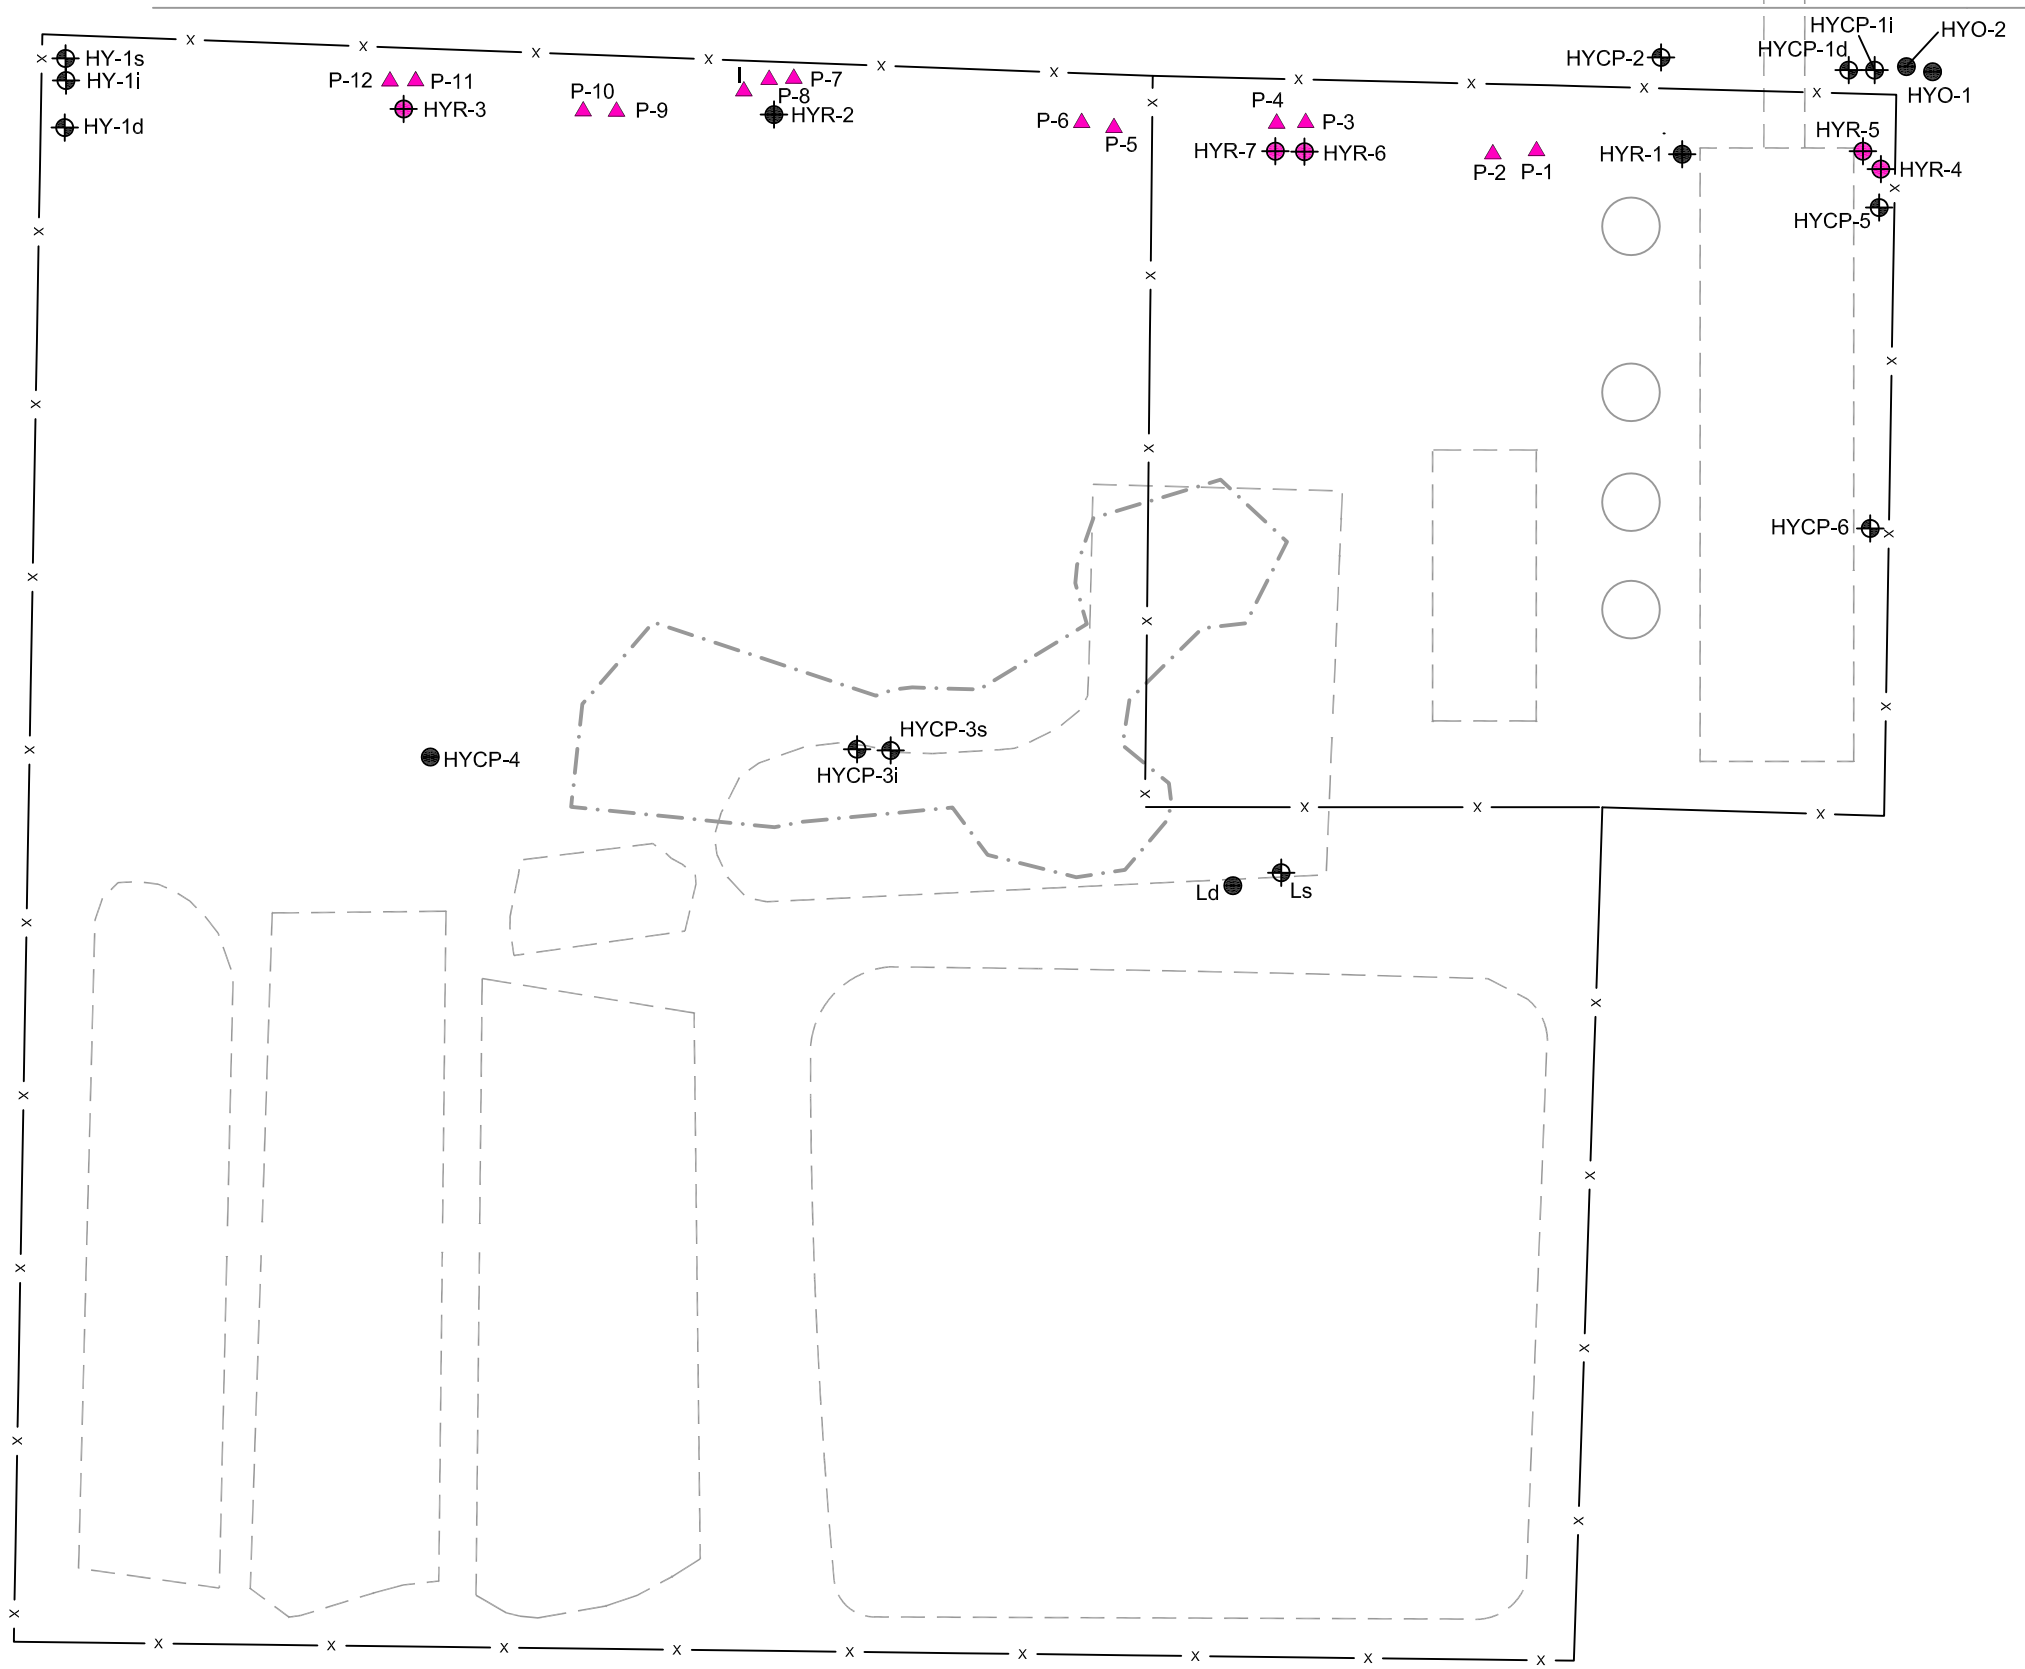 HYCP-1i
HYO-2
HYCP-1d
HYCP-2
HY-1s
HY-1i
P-12
P-11
I
P-7
P-8
P-10
P-9
HYR-3
HYR-2
HYO-1
P-4
P-3
P-6
P-5
HY-1d
HYR-5
HYR-7
HYR-6
HYR-1
P-2
P-1
HYR-4
HYCP-5
HYCP-6
HYCP-3s
HYCP-4
HYCP-3i
Ld
Ls